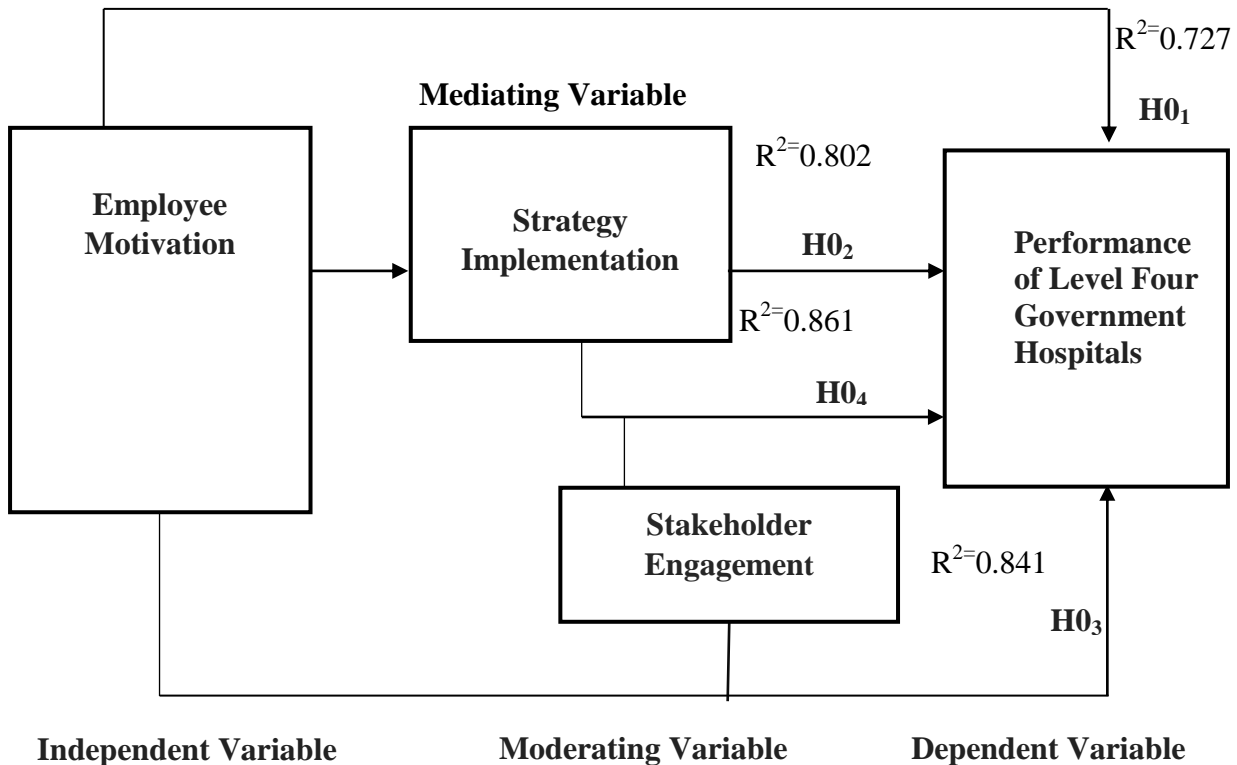 R²⁼0.727
Mediating Variable
H0₁
R²⁼0.802
Employee
Motivation
Strategy
Implementation
H0₂
Performance
of Level Four
Government
Hospitals
R²⁼0.861
H0₄
Stakeholder
Engagement
R²⁼0.841
H0₃
Independent Variable
Moderating Variable
Dependent Variable